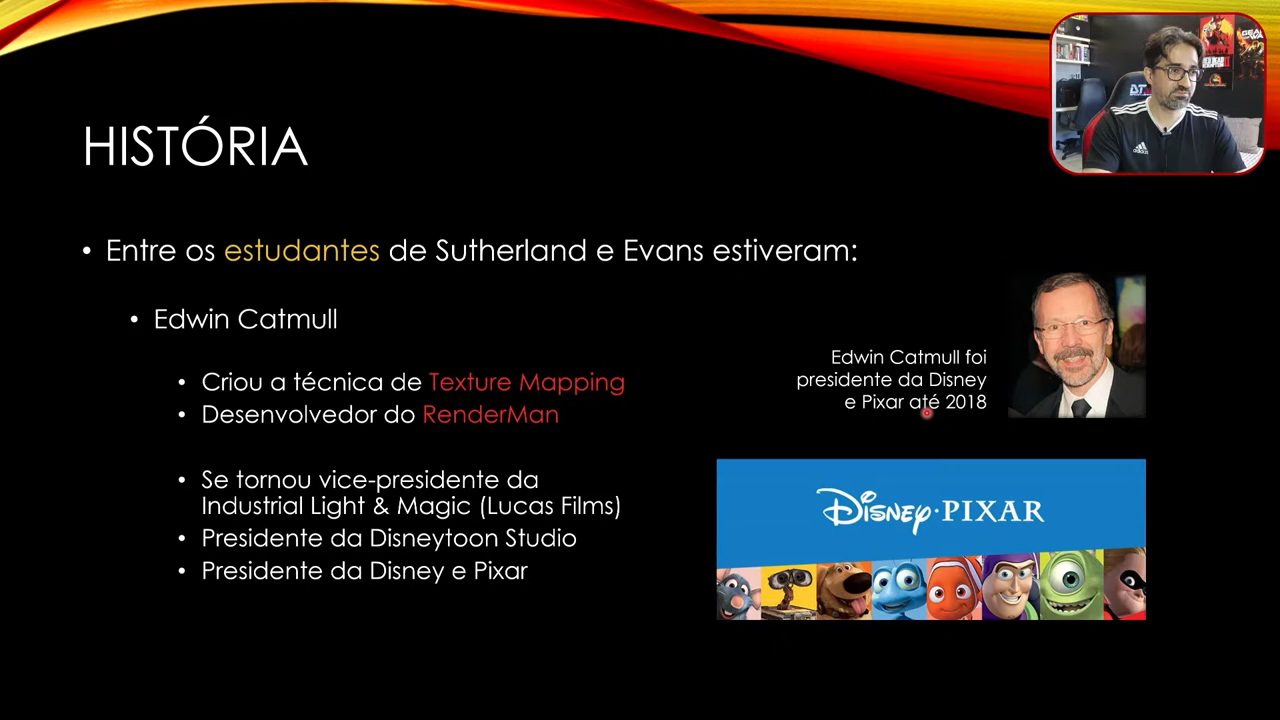 HISTÓRIA
• Entre os estudantes de Sutherland e Evans estiveram:
• Edwin Catmull
• Criou a técnica de Texture Mapping
• Desenvolvedor do RenderMan
• Se tornou vice-presidente da
Industrial Light & Magic (Lucas Films)
• Presidente da Disneytoon Studio
• Presidente da Disney e Pixar
Edwin Catmull foi
presidente da Disney
e Pixar até 2018
Disney·PIXAR
adidas